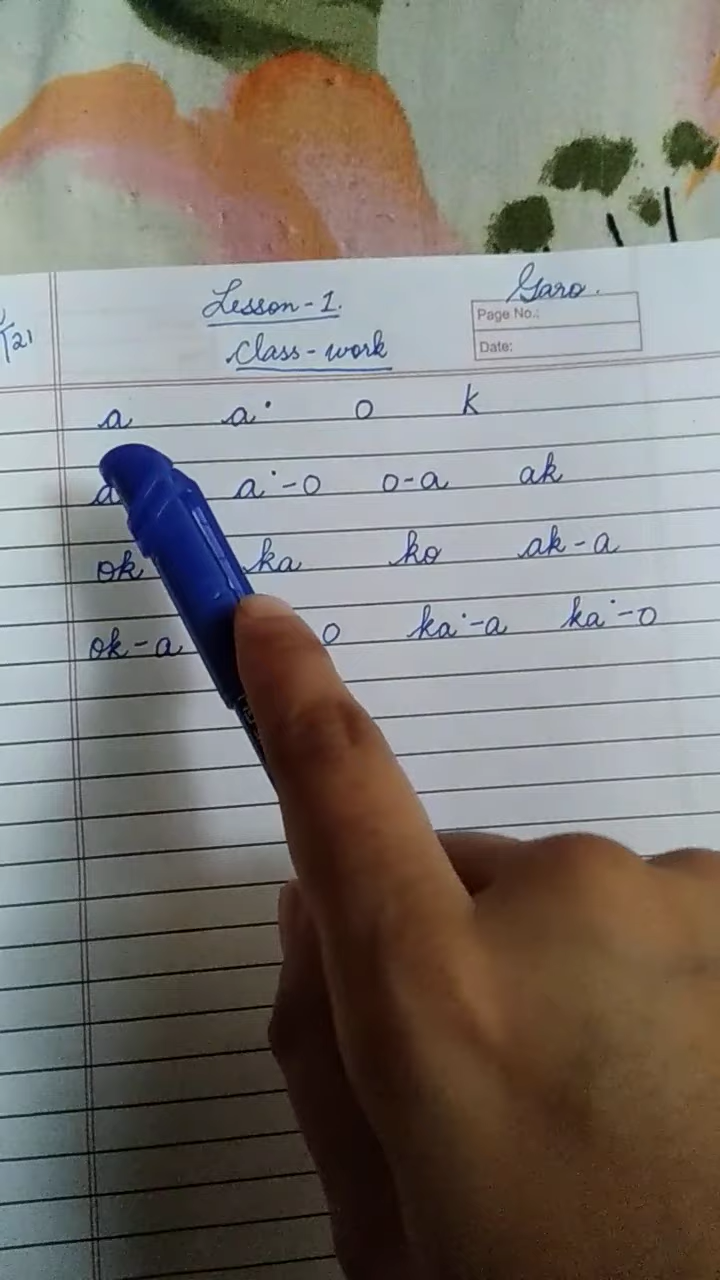 Garo.
Lesson-1.
Page No.:
Class-work
Date:
a a· o k
a·-o o-a ak
ok ka ko ak-a
ok-a o ka·-a ka·-o